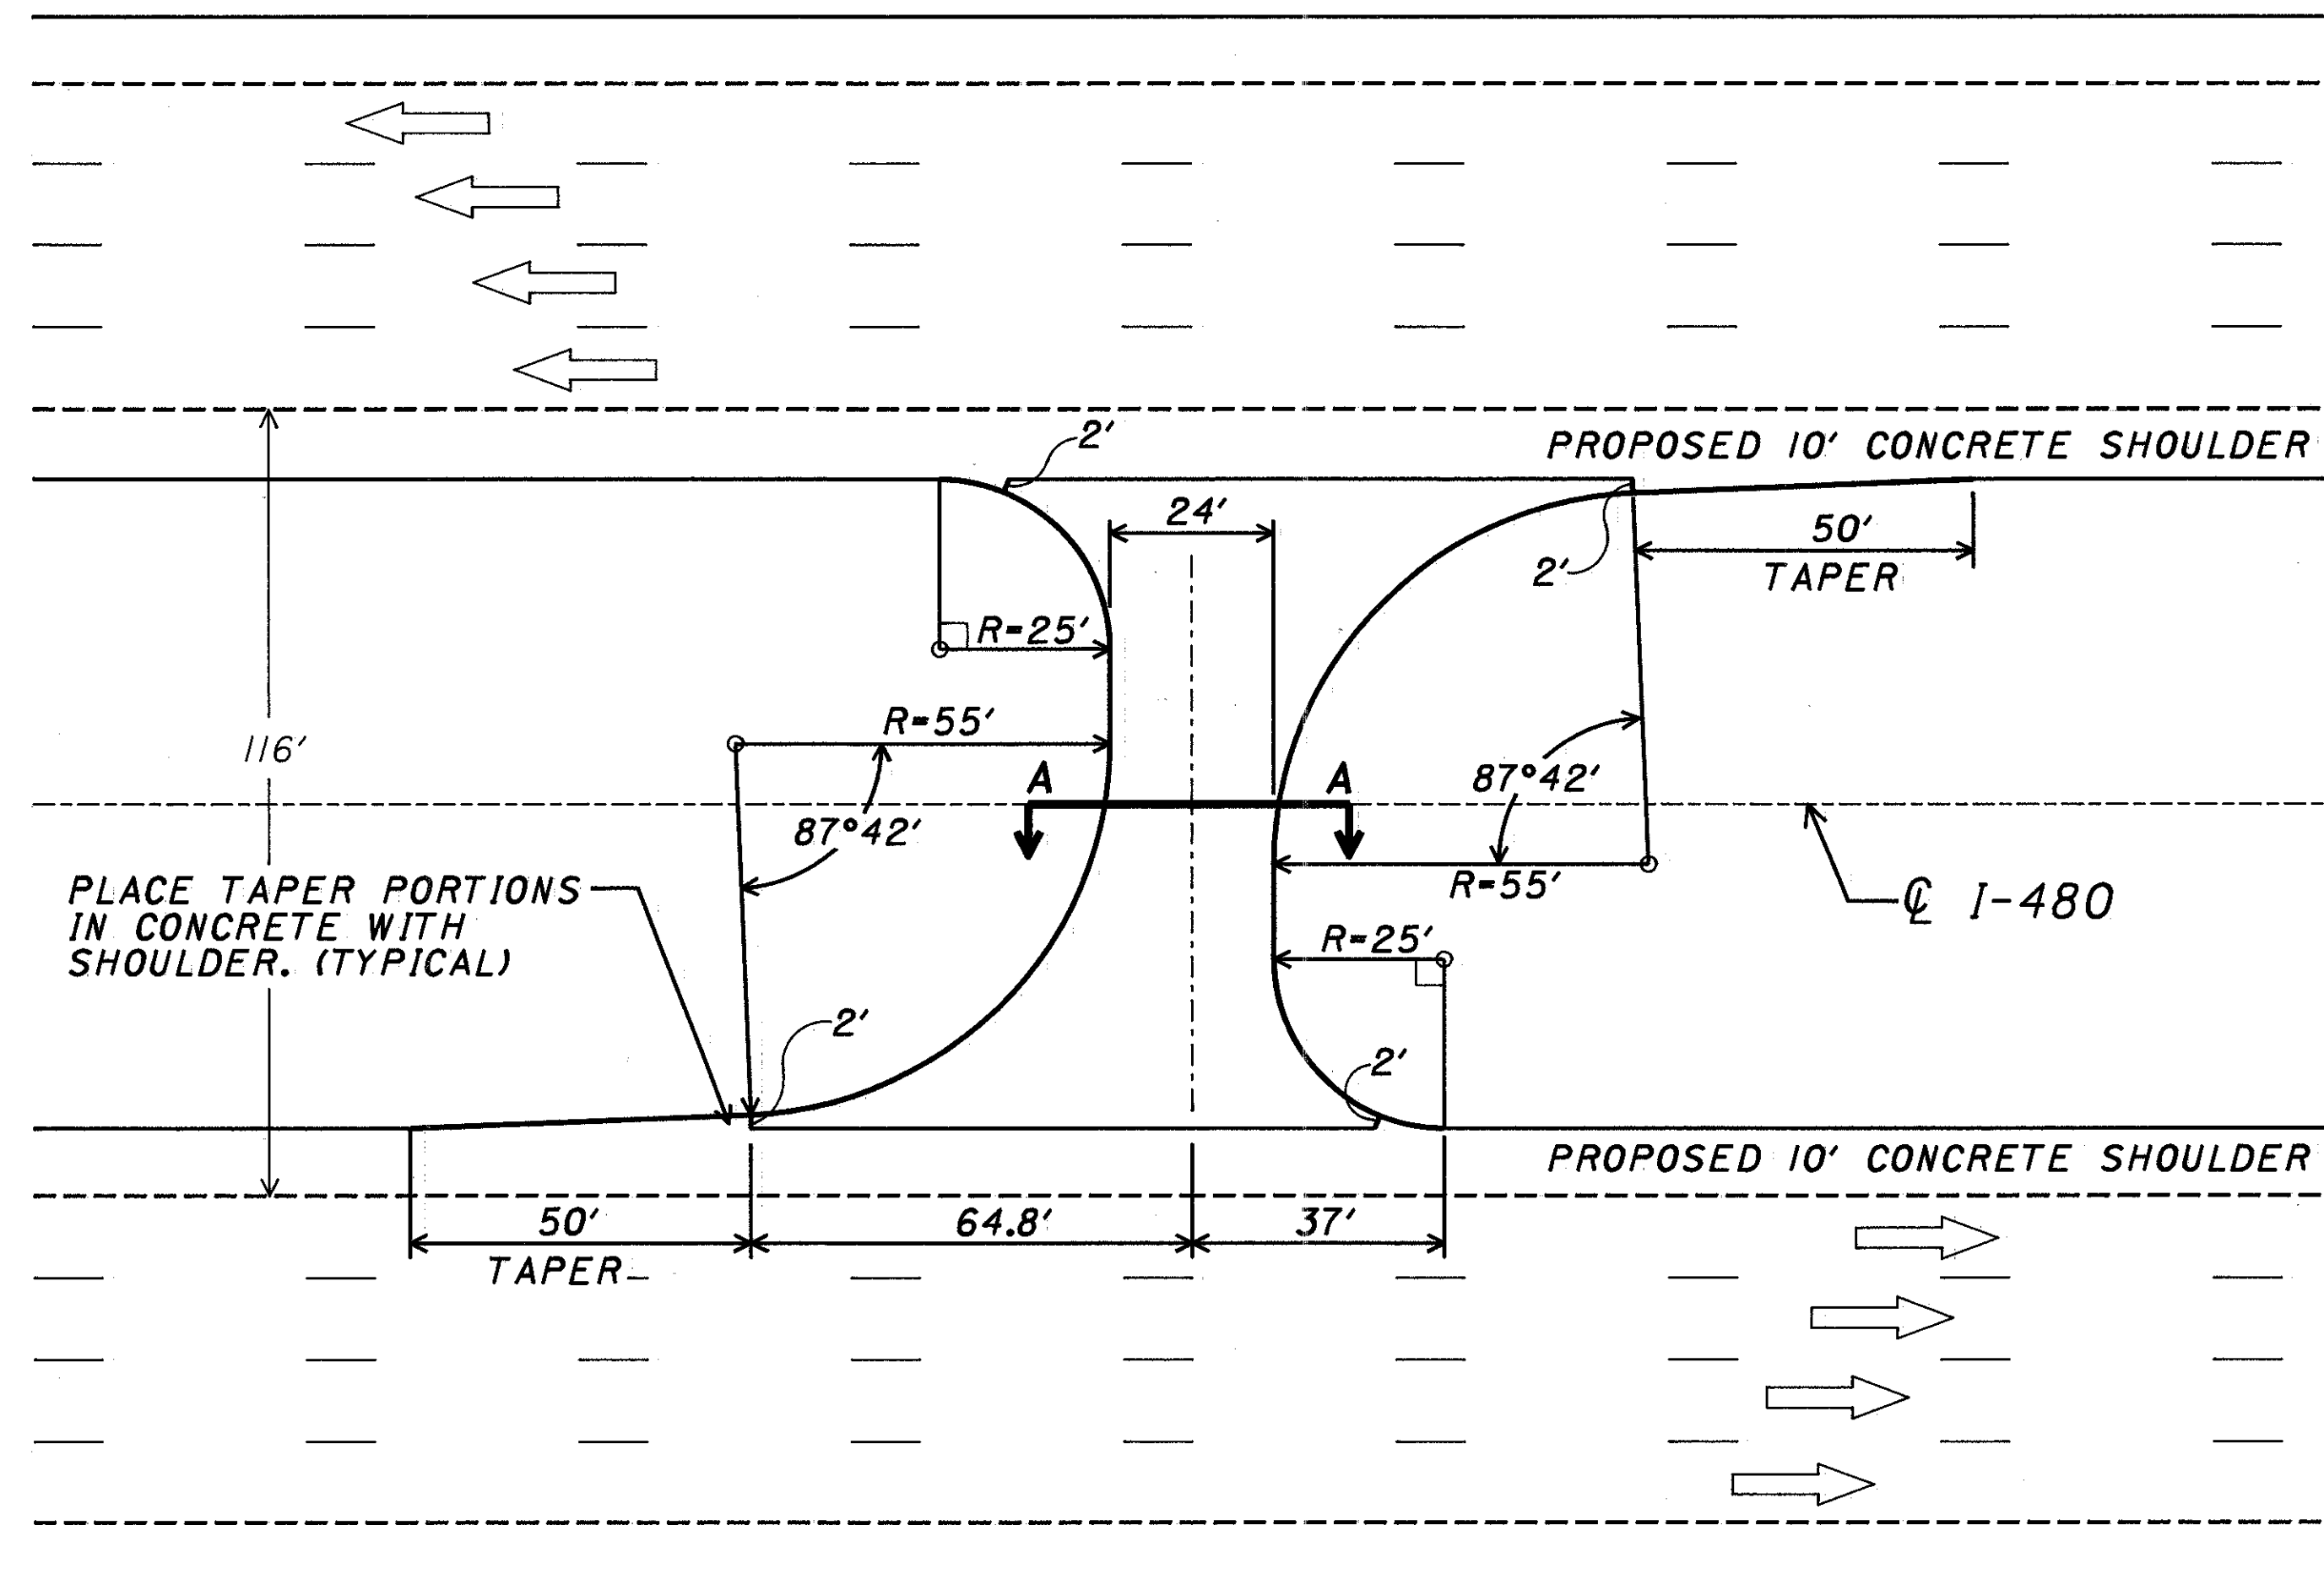 2'
PROPOSED 10' CONCRETE SHOULDER
24'
50'
TAPER
2'
R=25'
R=55'
116'
87°42'
A
A
87°42'
PLACE TAPER PORTIONS
IN CONCRETE WITH
SHOULDER. (TYPICAL)
R=55'
℄ I-480
R=25'
2'
2'
PROPOSED 10' CONCRETE SHOULDER
50'
TAPER
64.8'
37'